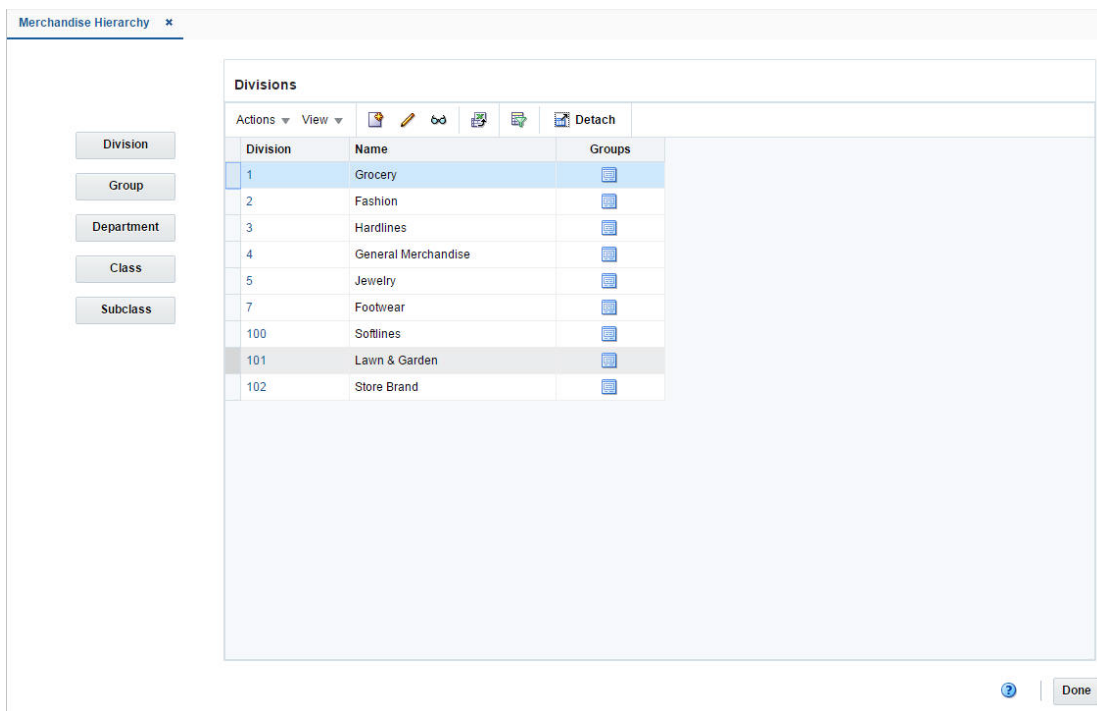 Merchandise Hierarchy ×
Division
Group
Department
Class
Subclass
Divisions
Actions View Detach
Division Name Groups
1 Grocery
2 Fashion
3 Hardlines
4 General Merchandise
5 Jewelry
7 Footwear
100 Softlines
101 Lawn & Garden
102 Store Brand
? Done